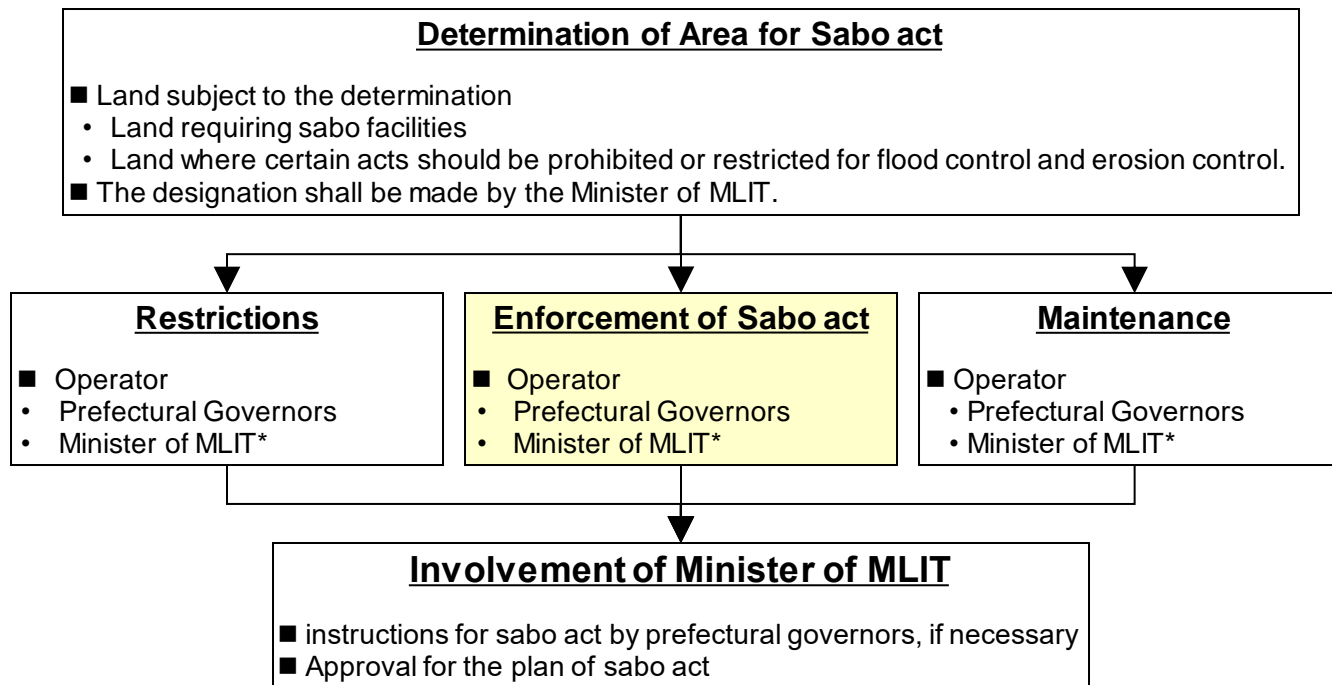 Determination of Area for Sabo act
■ Land subject to the determination
• Land requiring sabo facilities
• Land where certain acts should be prohibited or restricted for flood control and erosion control.
■ The designation shall be made by the Minister of MLIT.
Restrictions
■ Operator
• Prefectural Governors
• Minister of MLIT*
Enforcement of Sabo act
■ Operator
• Prefectural Governors
• Minister of MLIT*
Maintenance
■ Operator
• Prefectural Governors
• Minister of MLIT*
Involvement of Minister of MLIT
■ instructions for sabo act by prefectural governors, if necessary
■ Approval for the plan of sabo act